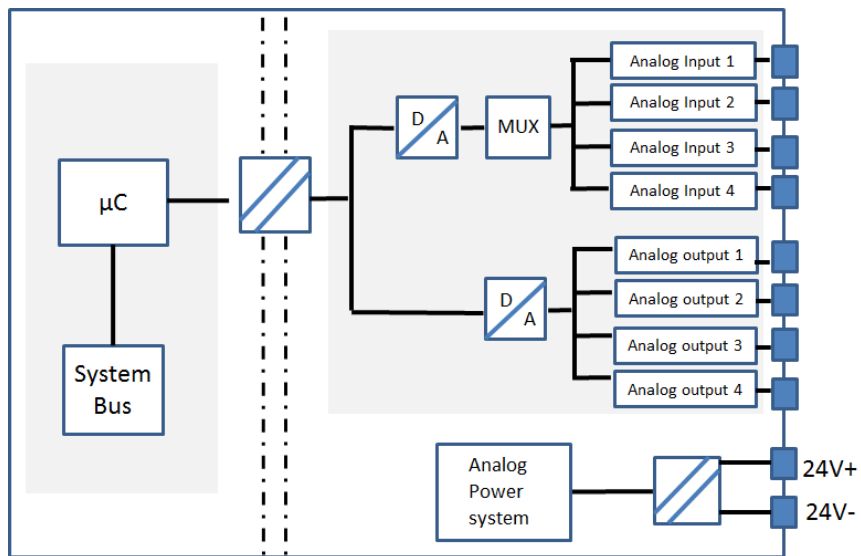 µC
System
Bus
D
A
MUX
Analog Input 1
Analog Input 2
Analog Input 3
Analog Input 4
D
A
Analog output 1
Analog output 2
Analog output 3
Analog output 4
Analog
Power
system
24V+
24V-